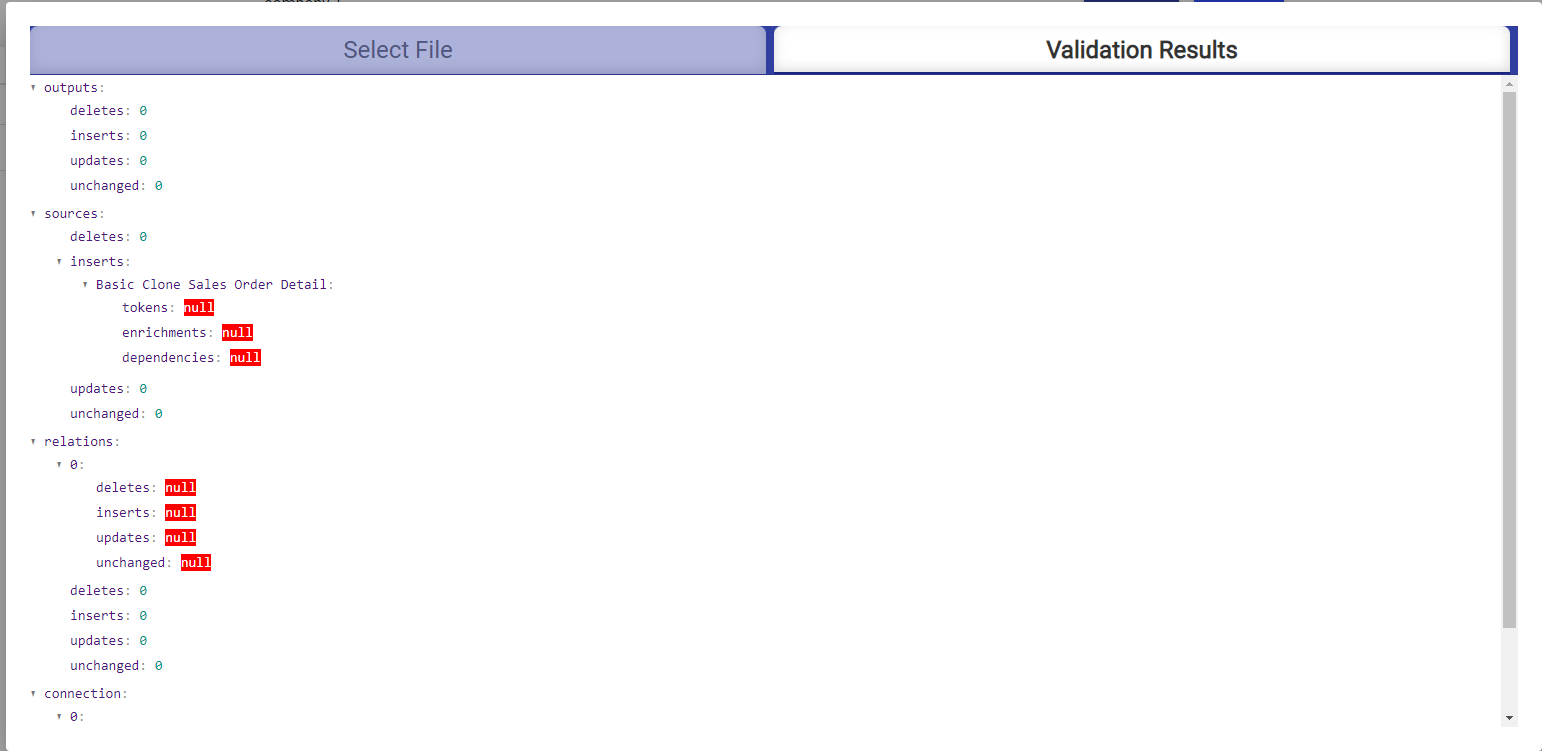 Select File
Validation Results
outputs:
deletes: 0
inserts: 0
updates: 0
unchanged: 0
sources:
deletes: 0
inserts:
Basic Clone Sales Order Detail:
tokens: null
enrichments: null
dependencies: null
updates: 0
unchanged: 0
relations:
0:
deletes: null
inserts: null
updates: null
unchanged: null
deletes: 0
inserts: 0
updates: 0
unchanged: 0
connection:
0: